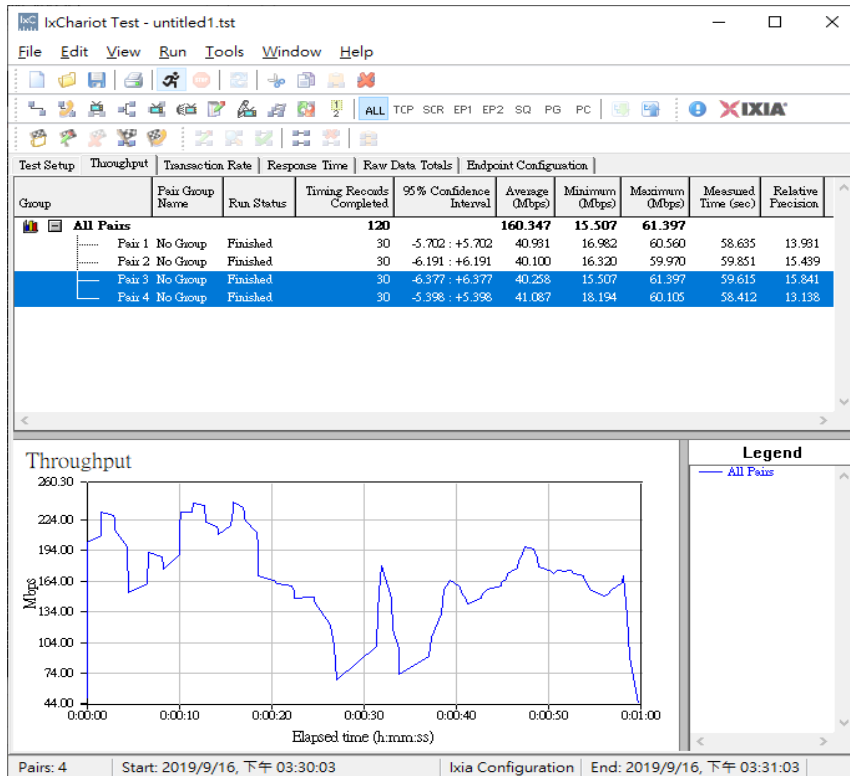 IxChariot Test - untitled1.tst
File Edit View Run Tools Window Help
ALL TCP SCR EP1 EP2 SQ PG PC IXIA
Test Setup Throughput Transaction Rate Response Time Raw Data Totals Endpoint Configuration
Group Pair Group Name Run Status Timing Records Completed 95% Confidence Interval Average (Mbps) Minimum (Mbps) Maximum (Mbps) Measured Time (sec) Relative Precision
All Pairs 120 160.347 15.507 61.397
Pair 1 No Group Finished 30 -5.702 : +5.702 40.931 16.982 60.560 58.635 13.931
Pair 2 No Group Finished 30 -6.191 : +6.191 40.100 16.320 59.970 59.851 15.439
Pair 3 No Group Finished 30 -6.377 : +6.377 40.258 15.507 61.397 59.615 15.841
Pair 4 No Group Finished 30 -5.398 : +5.398 41.087 18.194 60.105 58.412 13.138
Throughput
Legend
All Pairs
Mbps
260.30
224.00
194.00
164.00
134.00
104.00
74.00
44.00
0:00:00 0:00:10 0:00:20 0:00:30 0:00:40 0:00:50 0:01:00
Elapsed time (h:mm:ss)
Pairs: 4 Start: 2019/9/16, 下午 03:30:03 Ixia Configuration End: 2019/9/16, 下午 03:31:03